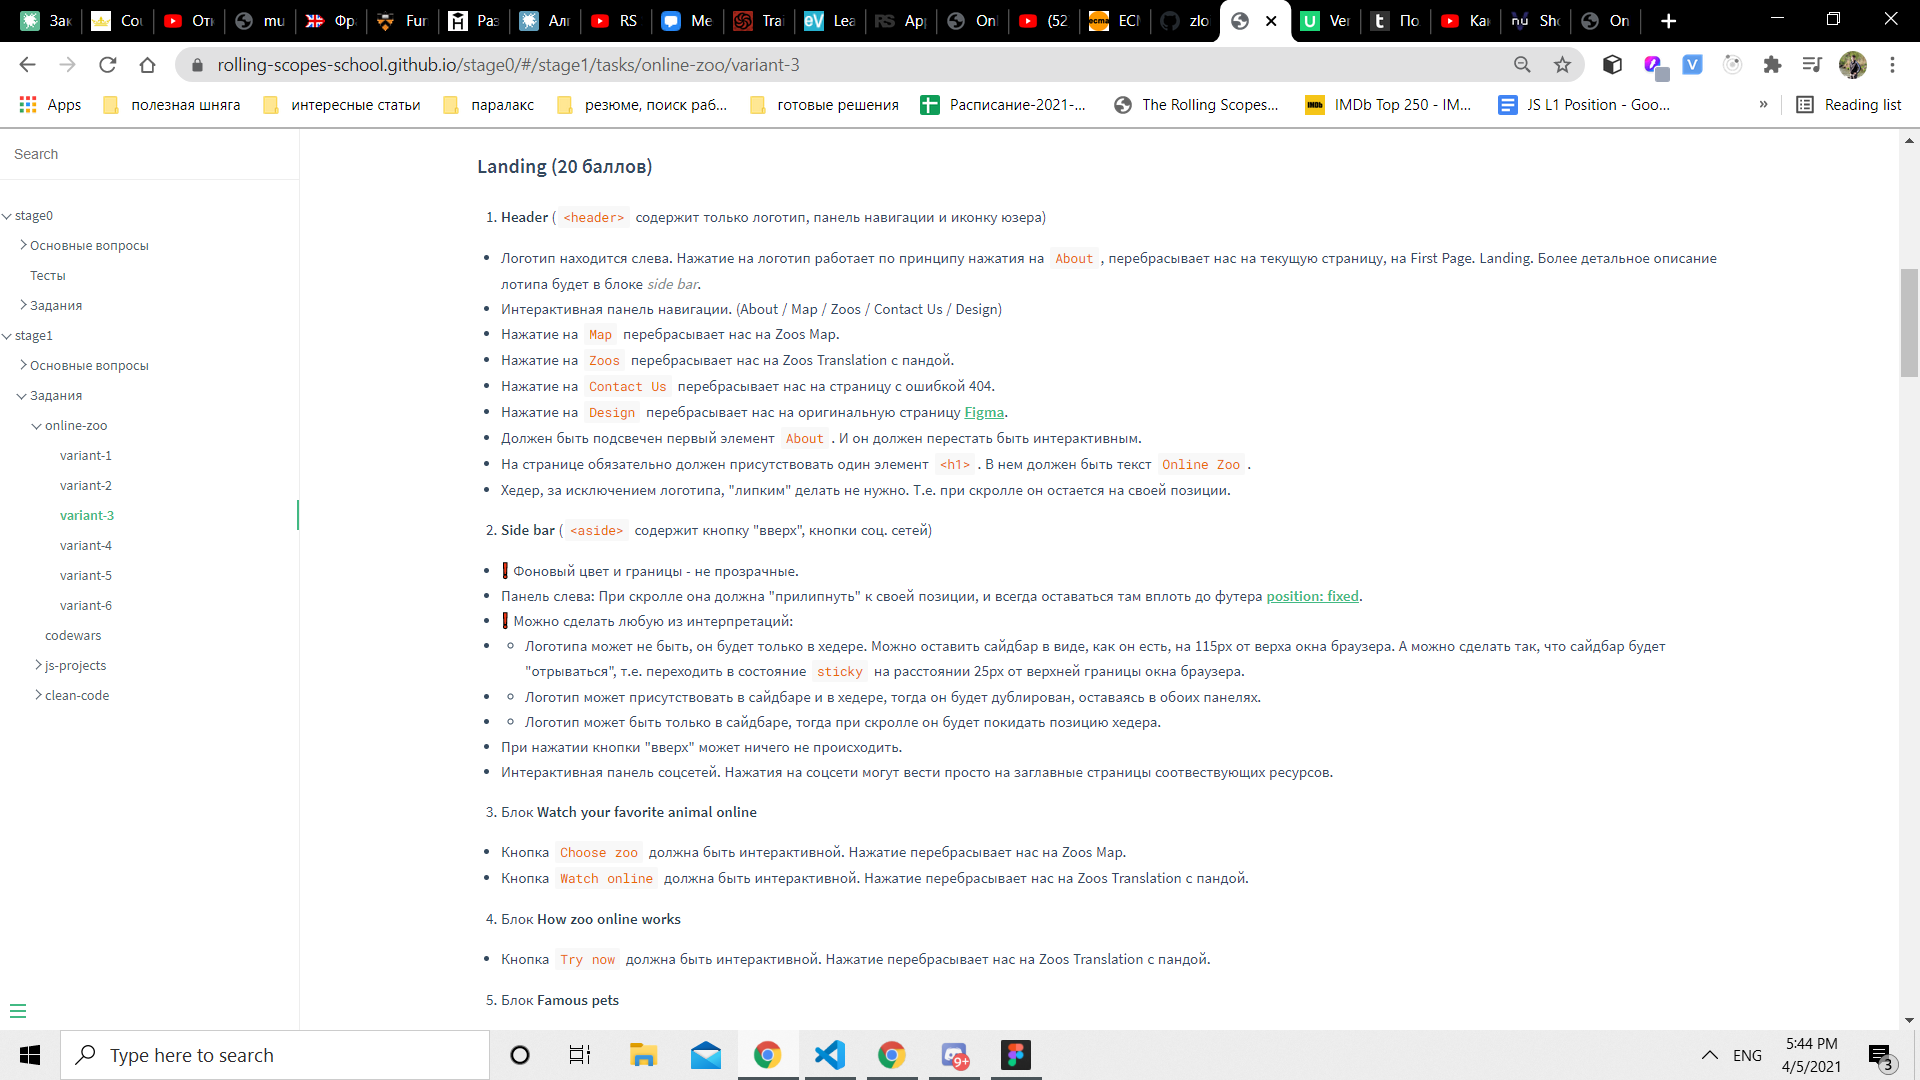 Зак
Cou
От
mu
Фр
Fur
Раз
Алг
RS
Ме
Tra
Lea
App
Onl
(52
ECM
zlo
Ver
По.
Как
Sho
On
rolling-scopes-school.github.io/stage0/#/stage1/tasks/online-zoo/variant-3
Apps
полезная шняга
интересные статьи
паралакс
резюме, поиск раб...
готовые решения
Расписание-2021-...
The Rolling Scopes...
IMDb Top 250 - IM...
JS L1 Position - Goo...
»
Reading list
Search
stage0
Основные вопросы
Тесты
Задания
stage1
Основные вопросы
Задания
online-zoo
variant-1
variant-2
variant-3
variant-4
variant-5
variant-6
codewars
js-projects
clean-code
Landing (20 баллов)
1. Header ( <header> содержит только логотип, панель навигации и иконку юзера)
Логотип находится слева. Нажатие на логотип работает по принципу нажатия на About , перебрасывает нас на текущую страницу, на First Page. Landing. Более детальное описание
лотипа будет в блоке side bar.
Интерактивная панель навигации. (About / Map / Zoos / Contact Us / Design)
Нажатие на Map перебрасывает нас на Zoos Map.
Нажатие на Zoos перебрасывает нас на Zoos Translation с пандой.
Нажатие на Contact Us перебрасывает нас на страницу с ошибкой 404.
Нажатие на Design перебрасывает нас на оригинальную страницу Figma.
Должен быть подсвечен первый элемент About . И он должен перестать быть интерактивным.
На странице обязательно должен присутствовать один элемент <h1> . В нем должен быть текст Online Zoo .
Хедер, за исключением логотипа, "липким" делать не нужно. Т.е. при скролле он остается на своей позиции.
2. Side bar ( <aside> содержит кнопку "вверх", кнопки соц. сетей)
❗Фоновый цвет и границы - не прозрачные.
Панель слева: При скролле она должна "прилипнуть" к своей позиции, и всегда оставаться там вплоть до футера position: fixed.
❗Можно сделать любую из интерпретаций:
Логотипа может не быть, он будет только в хедере. Можно оставить сайдбар в виде, как он есть, на 115px от верха окна браузера. А можно сделать так, что сайдбар будет
"отрываться", т.е. переходить в состояние sticky на расстоянии 25px от верхней границы окна браузера.
Логотип может присутствовать в сайдбаре и в хедере, тогда он будет дублирован, оставаясь в обоих панелях.
Логотип может быть только в сайдбаре, тогда при скролле он будет покидать позицию хедера.
При нажатии кнопки "вверх" может ничего не происходить.
Интерактивная панель соцсетей. Нажатия на соцсети могут вести просто на заглавные страницы соотвествующих ресурсов.
3. Блок Watch your favorite animal online
Кнопка Choose zoo должна быть интерактивной. Нажатие перебрасывает нас на Zoos Map.
Кнопка Watch online должна быть интерактивной. Нажатие перебрасывает нас на Zoos Translation с пандой.
4. Блок How zoo online works
Кнопка Try now должна быть интерактивной. Нажатие перебрасывает нас на Zoos Translation с пандой.
5. Блок Famous pets
Type here to search
9+
ENG
5:44 PM
4/5/2021
3